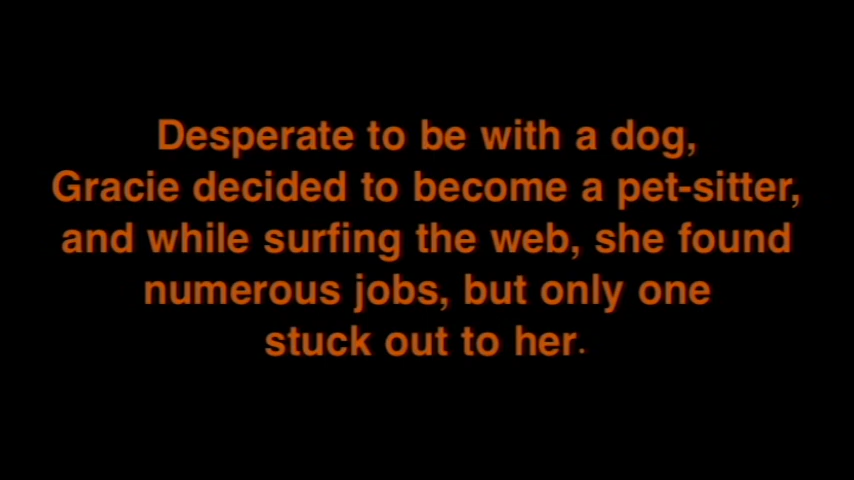 Desperate to be with a dog,
Gracie decided to become a pet-sitter,
and while surfing the web, she found
numerous jobs, but only one
stuck out to her.